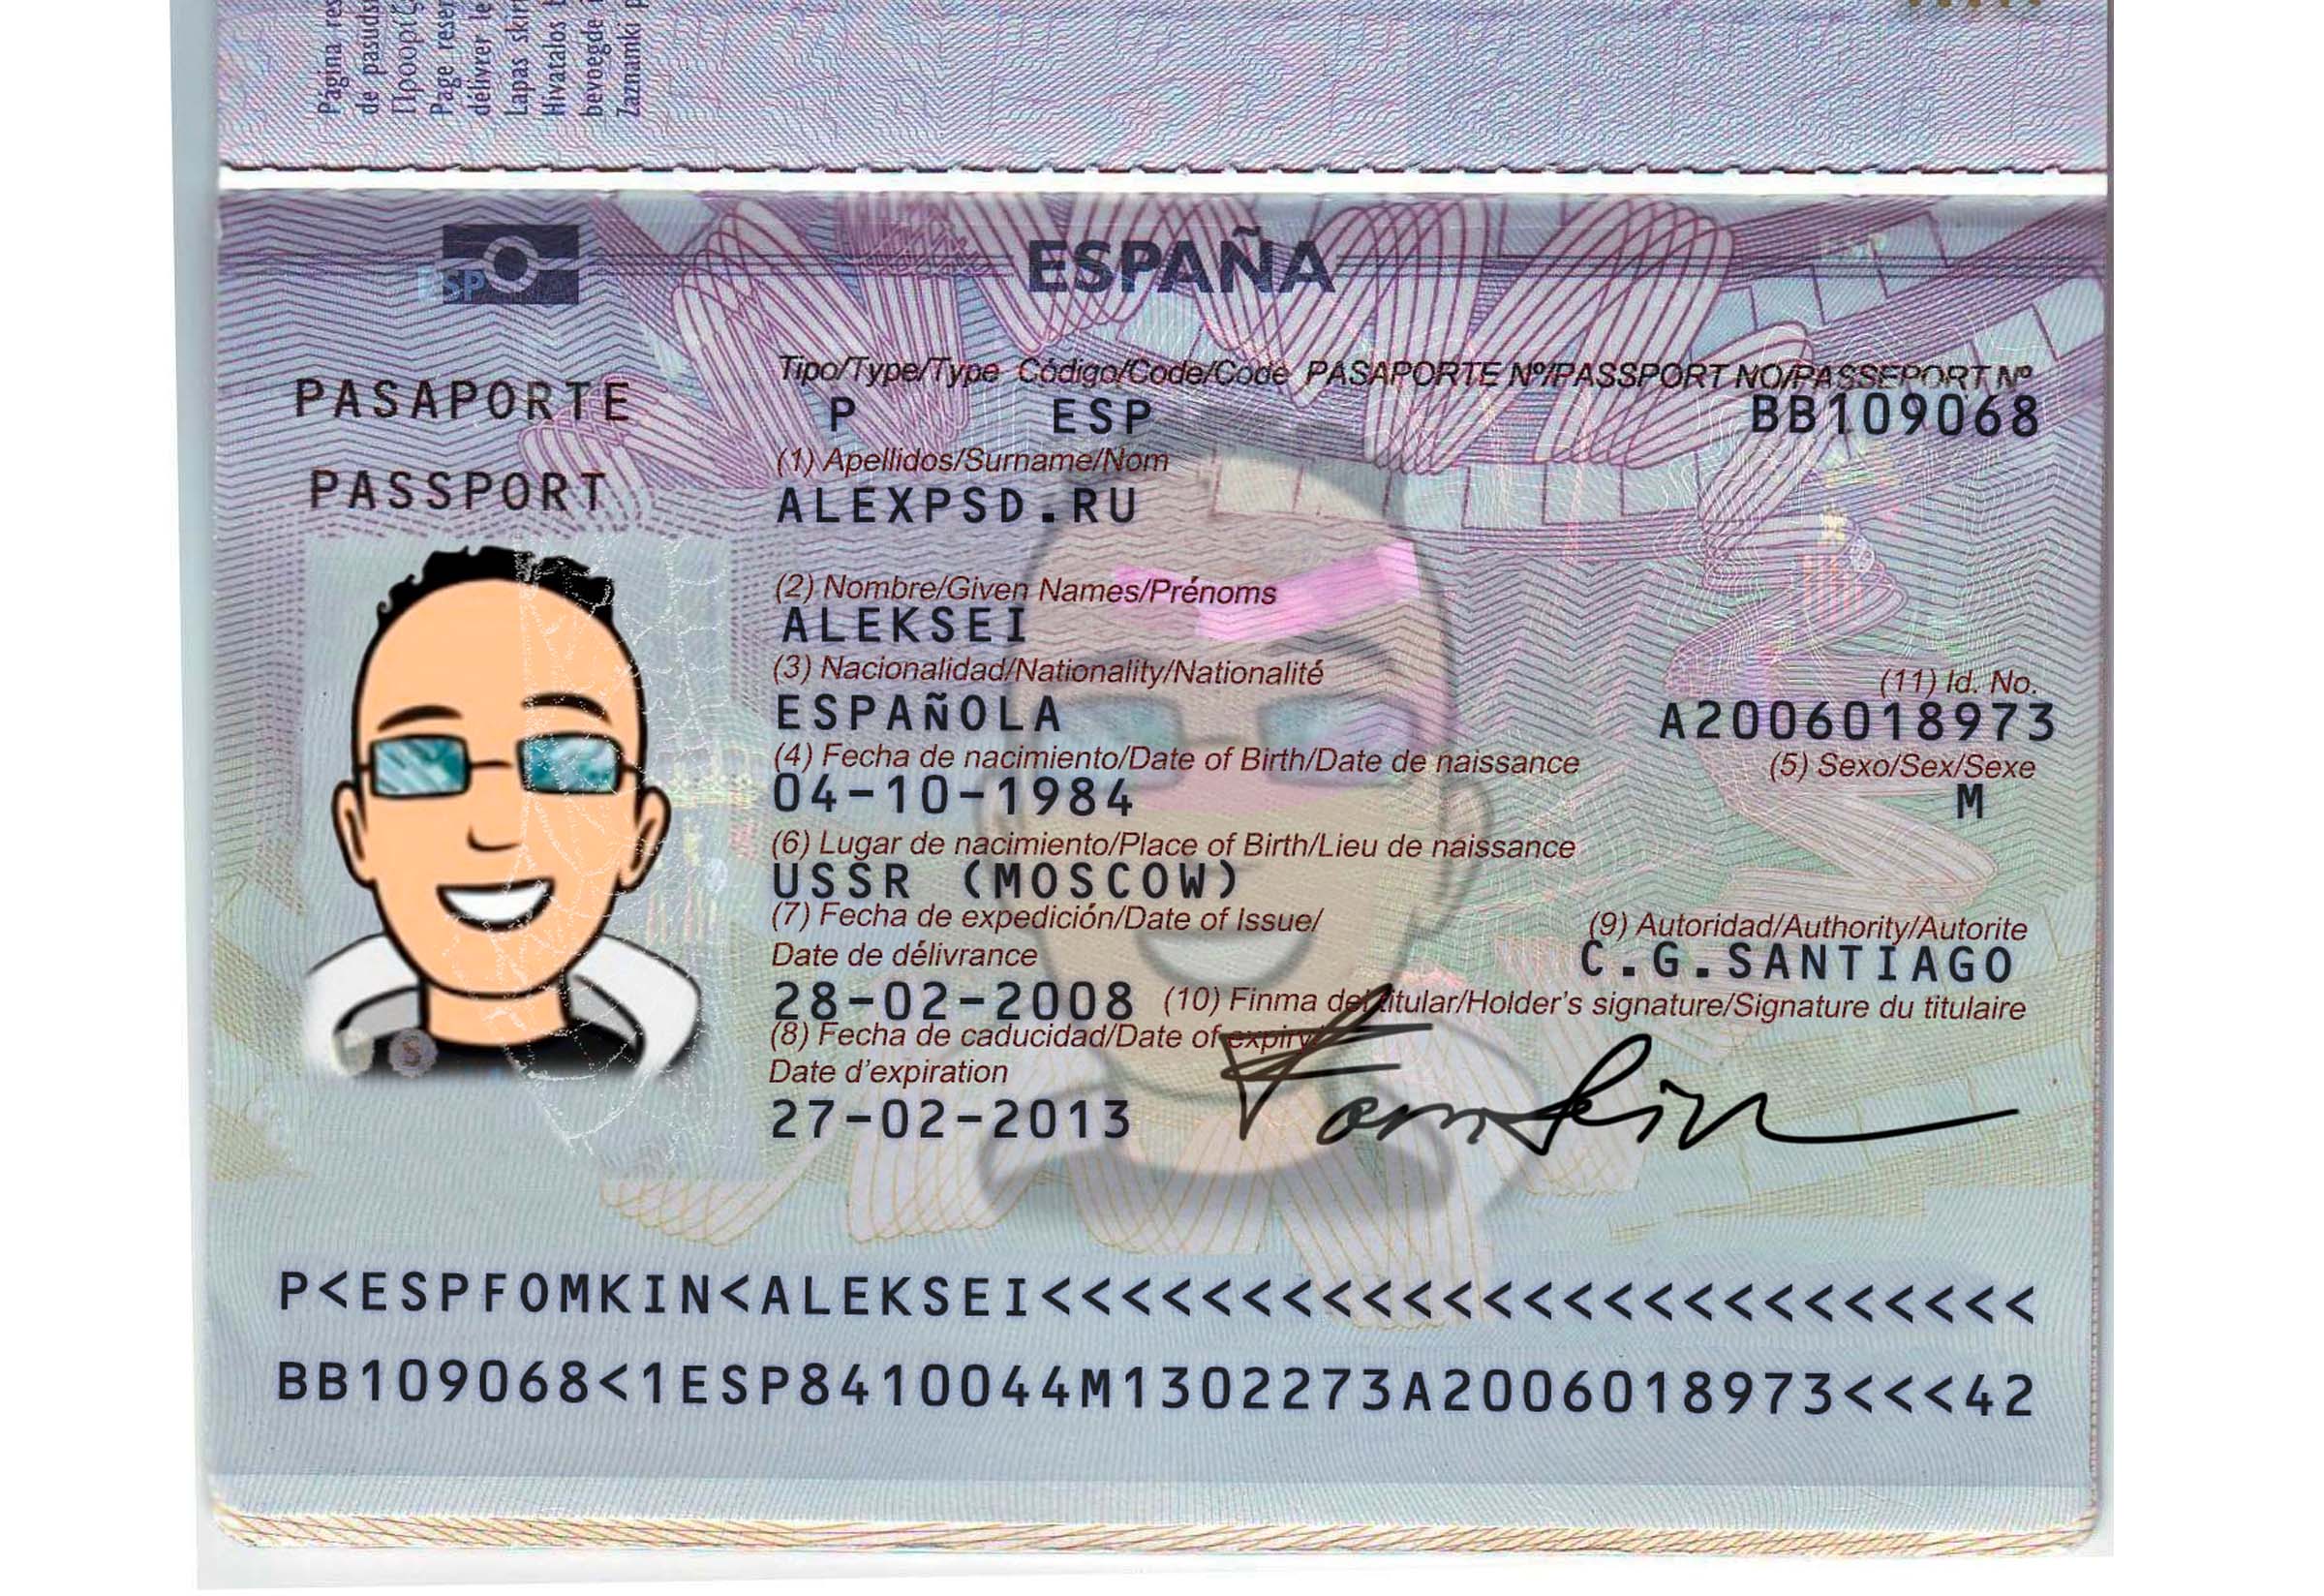 Página res
de pasuds
Προορίζ
Page rese
délivrer le
Lapas skir
Hivatalos
bevoegde
Zaznamki p
ESP
ESPAÑA
PASAPORTE
PASSPORT
Tipo/Type/Type Código/Code/Code PASAPORTE Nº/PASSPORT NO/PASSEPORT Nº
P ESP BB109068
(1) Apellidos/Surname/Nom
ALEXPSD.RU
(2) Nombre/Given Names/Prénoms
ALEKSEI
(3) Nacionalidad/Nationality/Nationalité
(11) Id. No.
ESPAÑOLA A2006018973
(4) Fecha de nacimiento/Date of Birth/Date de naissance (5) Sexo/Sex/Sexe
04-10-1984 M
(6) Lugar de nacimiento/Place of Birth/Lieu de naissance
USSR (MOSCOW)
(7) Fecha de expedición/Date of Issue/
Date de délivrance
(9) Autoridad/Authority/Autorite
C.G.SANTIAGO
28-02-2008 (10) Finma del titular/Holder's signature/Signature du titulaire
(8) Fecha de caducidad/Date of expiry/
Date d'expiration
27-02-2013
Fomkin
P<ESPFOMKIN<ALEKSEI<<<<<<<<<<<<<<<<<<<<<<<<<
BB109068<1ESP8410044M1302273A2006018973<<<42